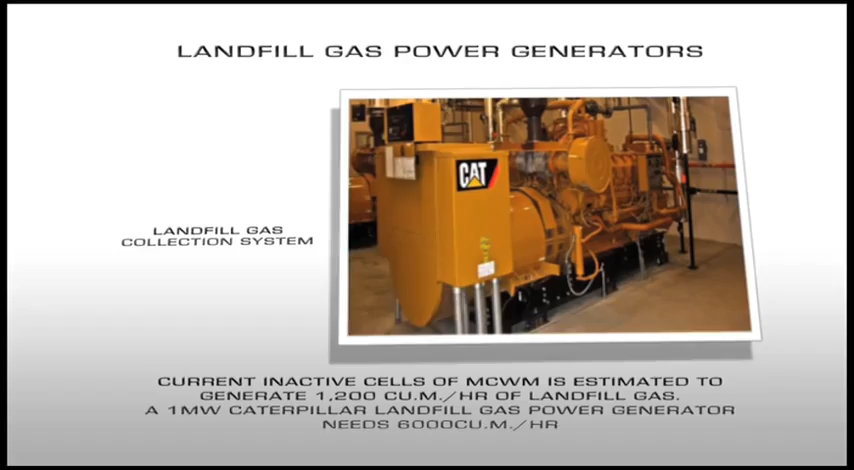 LANDFILL GAS POWER GENERATORS
CAT
LANDFILL GAS
COLLECTION SYSTEM
CURRENT INACTIVE CELLS OF MCWM IS ESTIMATED TO
GENERATE 1,200 CU.M./HR OF LANDFILL GAS.
A 1MW CATERPILLAR LANDFILL GAS POWER GENERATOR
NEEDS 6000CU.M./HR